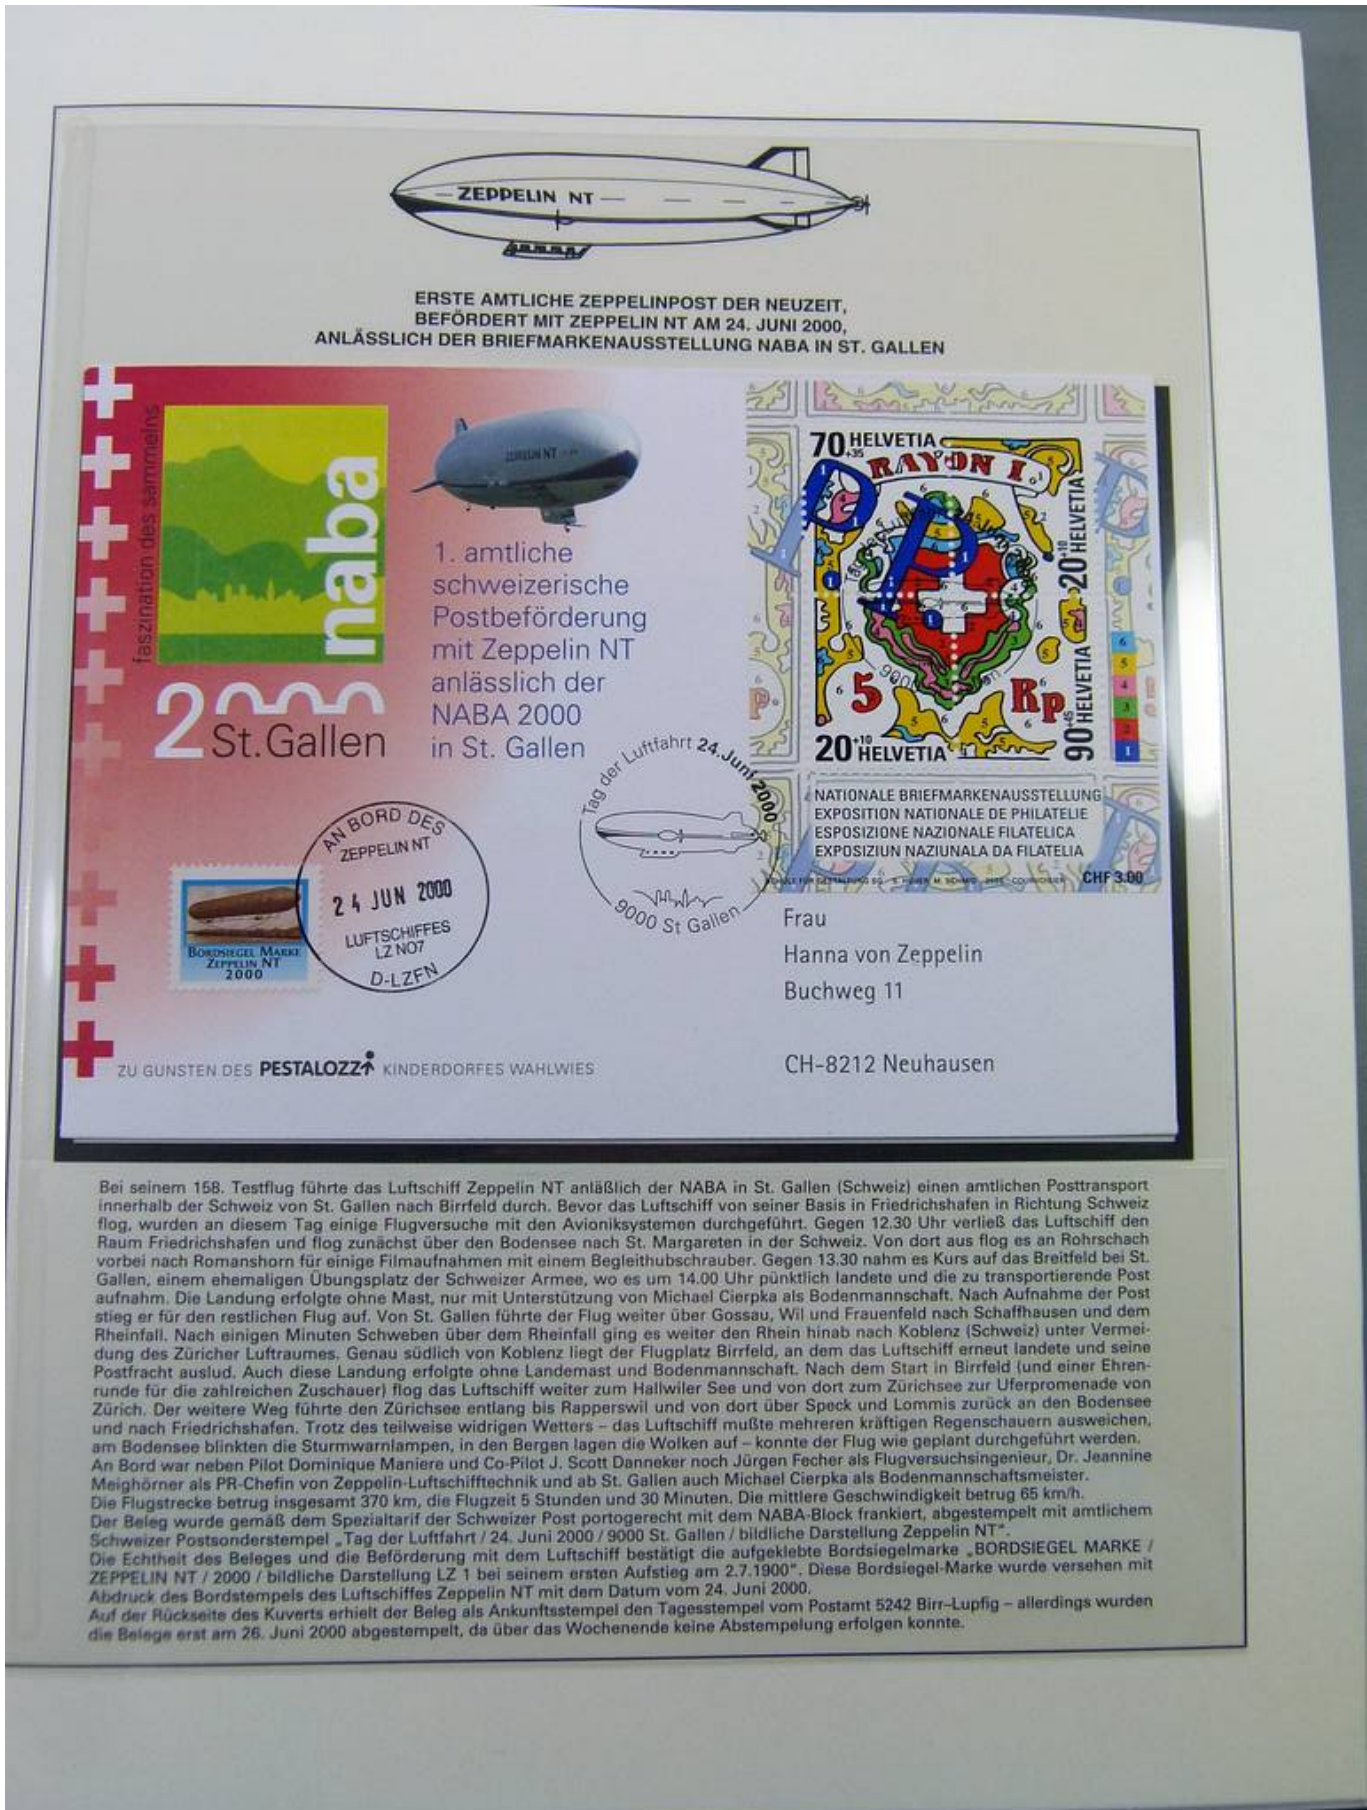 ZEPPELIN NT
ERSTE AMTLICHE ZEPPELINPOST DER NEUZEIT,
BEFÖRDERT MIT ZEPPELIN NT AM 24. JUNI 2000,
ANLÄSSLICH DER BRIEFMARKENAUSSTELLUNG NABA IN ST. GALLEN
faszination des sammelns
naba
2000
St.Gallen
ZEPPELIN NT
1. amtliche
schweizerische
Postbeförderung
mit Zeppelin NT
anlässlich der
NABA 2000
in St. Gallen
70+35 HELVETIA
RAYON I.
20+10 HELVETIA
90+45 HELVETIA
5 Rp
20+10 HELVETIA
6
5
4
3
2
1
NATIONALE BRIEFMARKENAUSSTELLUNG
EXPOSITION NATIONALE DE PHILATELIE
ESPOSIZIONE NAZIONALE FILATELICA
EXPOSIZIUN NAZIUNALA DA FILATELIA
CHF 3.00
Tag der Luftfahrt 24.Juni 2000
9000 St Gallen
AN BORD DES
ZEPPELIN NT
24 JUN 2000
LUFTSCHIFFES
LZ N07
D-LZFN
BORDSIEGEL MARKE
ZEPPELIN NT
2000
Frau
Hanna von Zeppelin
Buchweg 11
CH-8212 Neuhausen
ZU GUNSTEN DES PESTALOZZI KINDERDORFES WAHLWIES
Bei seinem 158. Testflug führte das Luftschiff Zeppelin NT anläßlich der NABA in St. Gallen (Schweiz) einen amtlichen Posttransport
innerhalb der Schweiz von St. Gallen nach Birrfeld durch. Bevor das Luftschiff von seiner Basis in Friedrichshafen in Richtung Schweiz
flog, wurden an diesem Tag einige Flugversuche mit den Avioniksystemen durchgeführt. Gegen 12.30 Uhr verließ das Luftschiff den
Raum Friedrichshafen und flog zunächst über den Bodensee nach St. Margareten in der Schweiz. Von dort aus flog es an Rohrschach
vorbei nach Romanshorn für einige Filmaufnahmen mit einem Begleithubschrauber. Gegen 13.30 nahm es Kurs auf das Breitfeld bei St.
Gallen, einem ehemaligen Übungsplatz der Schweizer Armee, wo es um 14.00 Uhr pünktlich landete und die zu transportierende Post
aufnahm. Die Landung erfolgte ohne Mast, nur mit Unterstützung von Michael Cierpka als Bodenmannschaft. Nach Aufnahme der Post
stieg er für den restlichen Flug auf. Von St. Gallen führte der Flug weiter über Gossau, Wil und Frauenfeld nach Schaffhausen und dem
Rheinfall. Nach einigen Minuten Schweben über dem Rheinfall ging es weiter den Rhein hinab nach Koblenz (Schweiz) unter Vermei-
dung des Züricher Luftraumes. Genau südlich von Koblenz liegt der Flugplatz Birrfeld, an dem das Luftschiff erneut landete und seine
Postfracht auslud. Auch diese Landung erfolgte ohne Landemast und Bodenmannschaft. Nach dem Start in Birrfeld (und einer Ehren-
runde für die zahlreichen Zuschauer) flog das Luftschiff weiter zum Hallwiler See und von dort zum Zürichsee zur Uferpromenade von
Zürich. Der weitere Weg führte den Zürichsee entlang bis Rapperswil und von dort über Speck und Lommis zurück an den Bodensee
und nach Friedrichshafen. Trotz des teilweise widrigen Wetters – das Luftschiff mußte mehreren kräftigen Regenschauern ausweichen,
am Bodensee blinkten die Sturmwarnlampen, in den Bergen lagen die Wolken auf – konnte der Flug wie geplant durchgeführt werden.
An Bord war neben Pilot Dominique Maniere und Co-Pilot J. Scott Danneker noch Jürgen Fecher als Flugversuchsingenieur, Dr. Jeannine
Meighörner als PR-Chefin von Zeppelin-Luftschifftechnik und ab St. Gallen auch Michael Cierpka als Bodenmannschaftsmeister.
Die Flugstrecke betrug insgesamt 370 km, die Flugzeit 5 Stunden und 30 Minuten. Die mittlere Geschwindigkeit betrug 65 km/h.
Der Beleg wurde gemäß dem Spezialtarif der Schweizer Post portogerecht mit dem NABA-Block frankiert, abgestempelt mit amtlichem
Schweizer Postsonderstempel „Tag der Luftfahrt / 24. Juni 2000 / 9000 St. Gallen / bildliche Darstellung Zeppelin NT".
Die Echtheit des Beleges und die Beförderung mit dem Luftschiff bestätigt die aufgeklebte Bordsiegelmarke „BORDSIEGEL MARKE /
ZEPPELIN NT / 2000 / bildliche Darstellung LZ 1 bei seinem ersten Aufstieg am 2.7.1900". Diese Bordsiegel-Marke wurde versehen mit
Abdruck des Bordstempels des Luftschiffes Zeppelin NT mit dem Datum vom 24. Juni 2000.
Auf der Rückseite des Kuverts erhielt der Beleg als Ankunftsstempel den Tagesstempel vom Postamt 5242 Birr–Lupfig – allerdings wurden
die Belege erst am 26. Juni 2000 abgestempelt, da über das Wochenende keine Abstempelung erfolgen konnte.